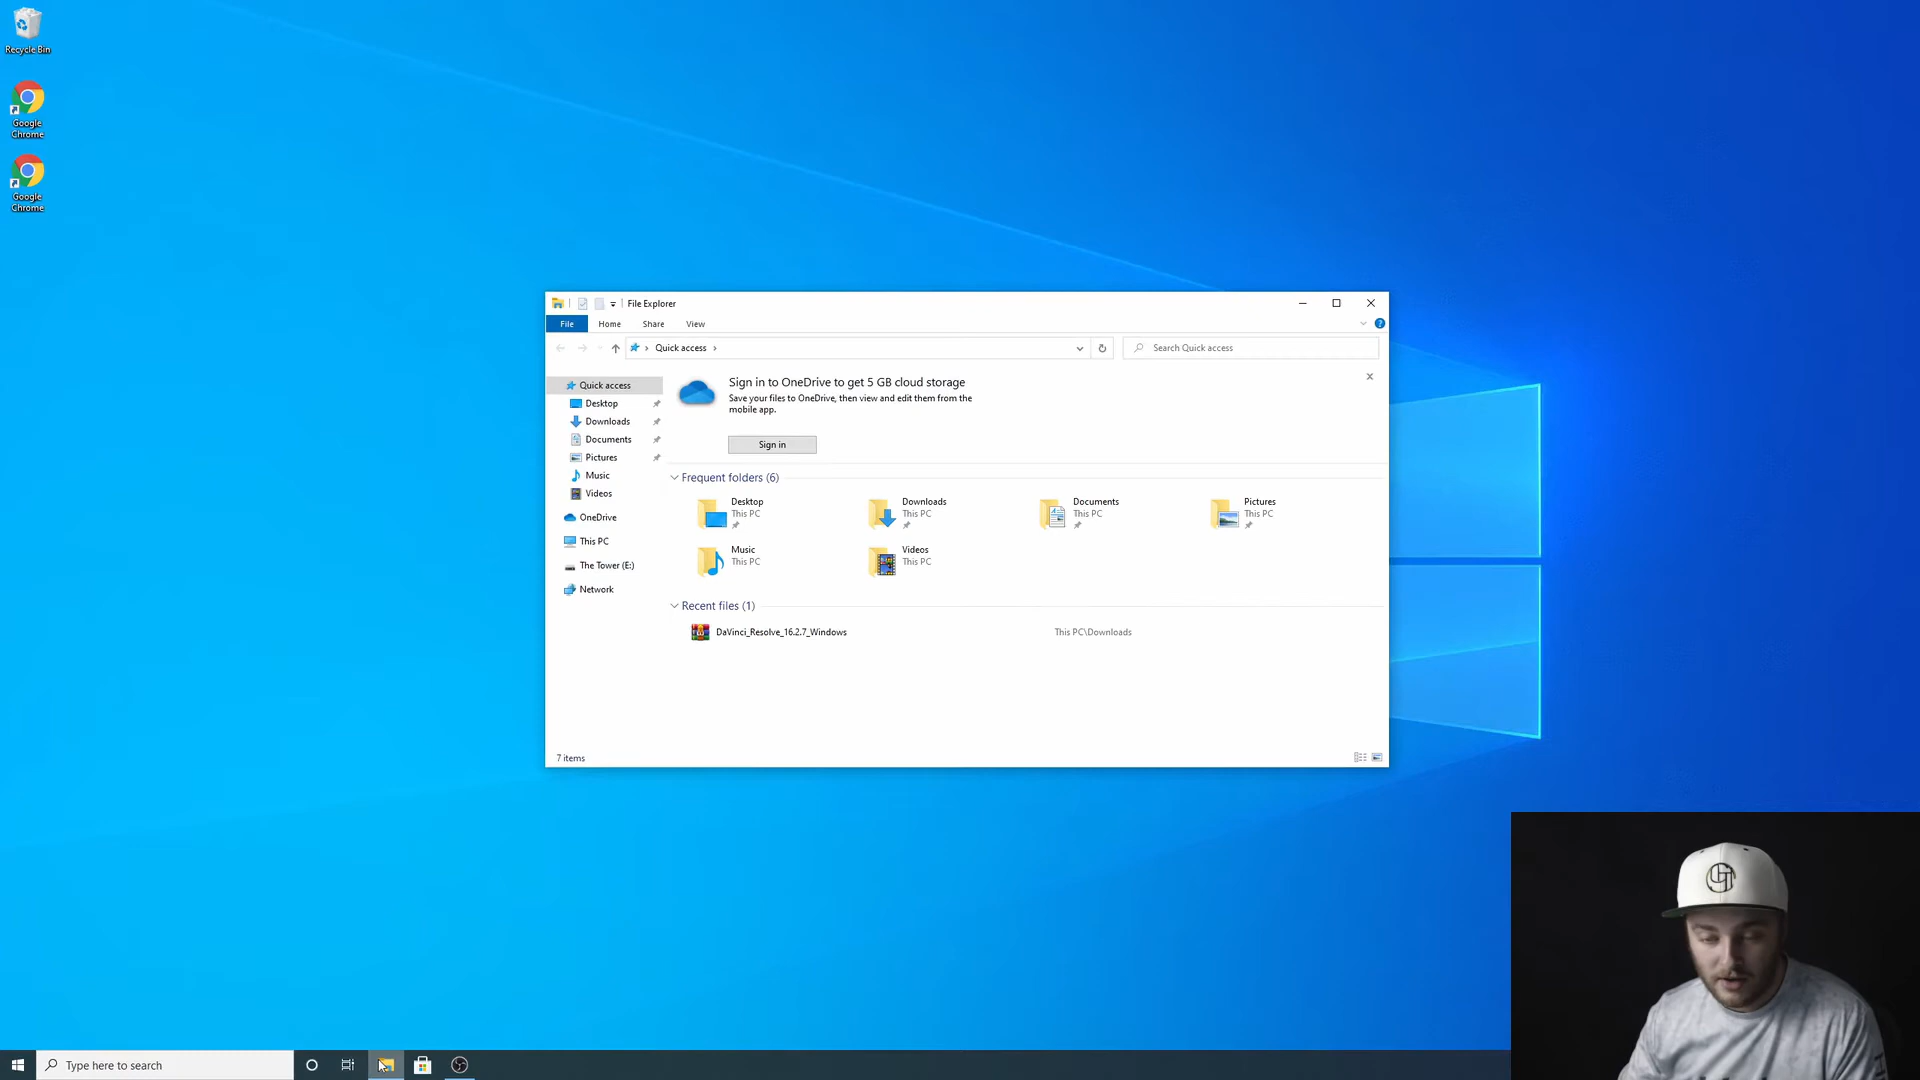 Recycle Bin
Google
Chrome
Google
Chrome
File Explorer
File Home Share View
Quick access
Search Quick access
Quick access
Desktop
Downloads
Documents
Pictures
Music
Videos
OneDrive
This PC
The Tower (E:)
Network
Sign in to OneDrive to get 5 GB cloud storage
Save your files to OneDrive, then view and edit them from the
mobile app.
Sign in
Frequent folders (6)
Desktop
This PC
Downloads
This PC
Documents
This PC
Pictures
This PC
Music
This PC
Videos
This PC
Recent files (1)
DaVinci_Resolve_16.2.7_Windows This PC\Downloads
7 items
Type here to search